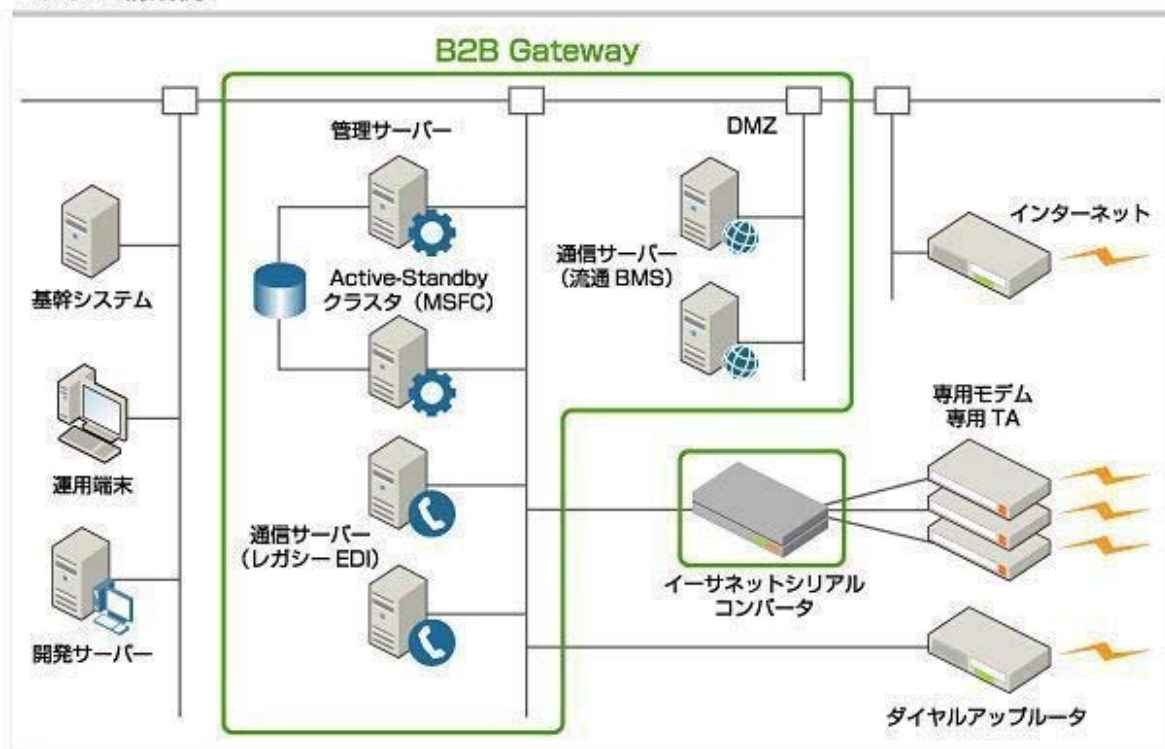 B2B Gateway
管理サーバー
DMZ
基幹システム
Active-Standby
クラスタ（MSFC）
通信サーバー
（流通 BMS）
インターネット
運用端末
専用モデム
専用 TA
通信サーバー
（レガシー EDI）
イーサネットシリアル
コンバータ
開発サーバー
ダイヤルアップルータ